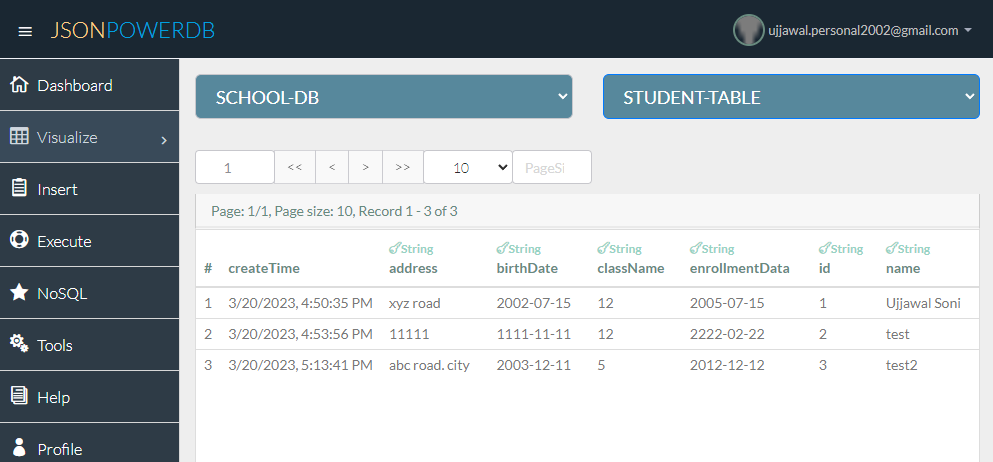 JSONPOWERDB
ujjawal.personal2002@gmail.com
Dashboard
Visualize
Insert
Execute
NoSQL
Tools
Help
Profile
SCHOOL-DB
STUDENT-TABLE
1 << < > >> 10 PageSi
Page: 1/1, Page size: 10, Record 1 - 3 of 3
String String String String String String
# createTime address birthDate className enrollmentData id name
1 3/20/2023, 4:50:35 PM xyz road 2002-07-15 12 2005-07-15 1 Ujjawal Soni
2 3/20/2023, 4:53:56 PM 11111 1111-11-11 12 2222-02-22 2 test
3 3/20/2023, 5:13:41 PM abc road. city 2003-12-11 5 2012-12-12 3 test2